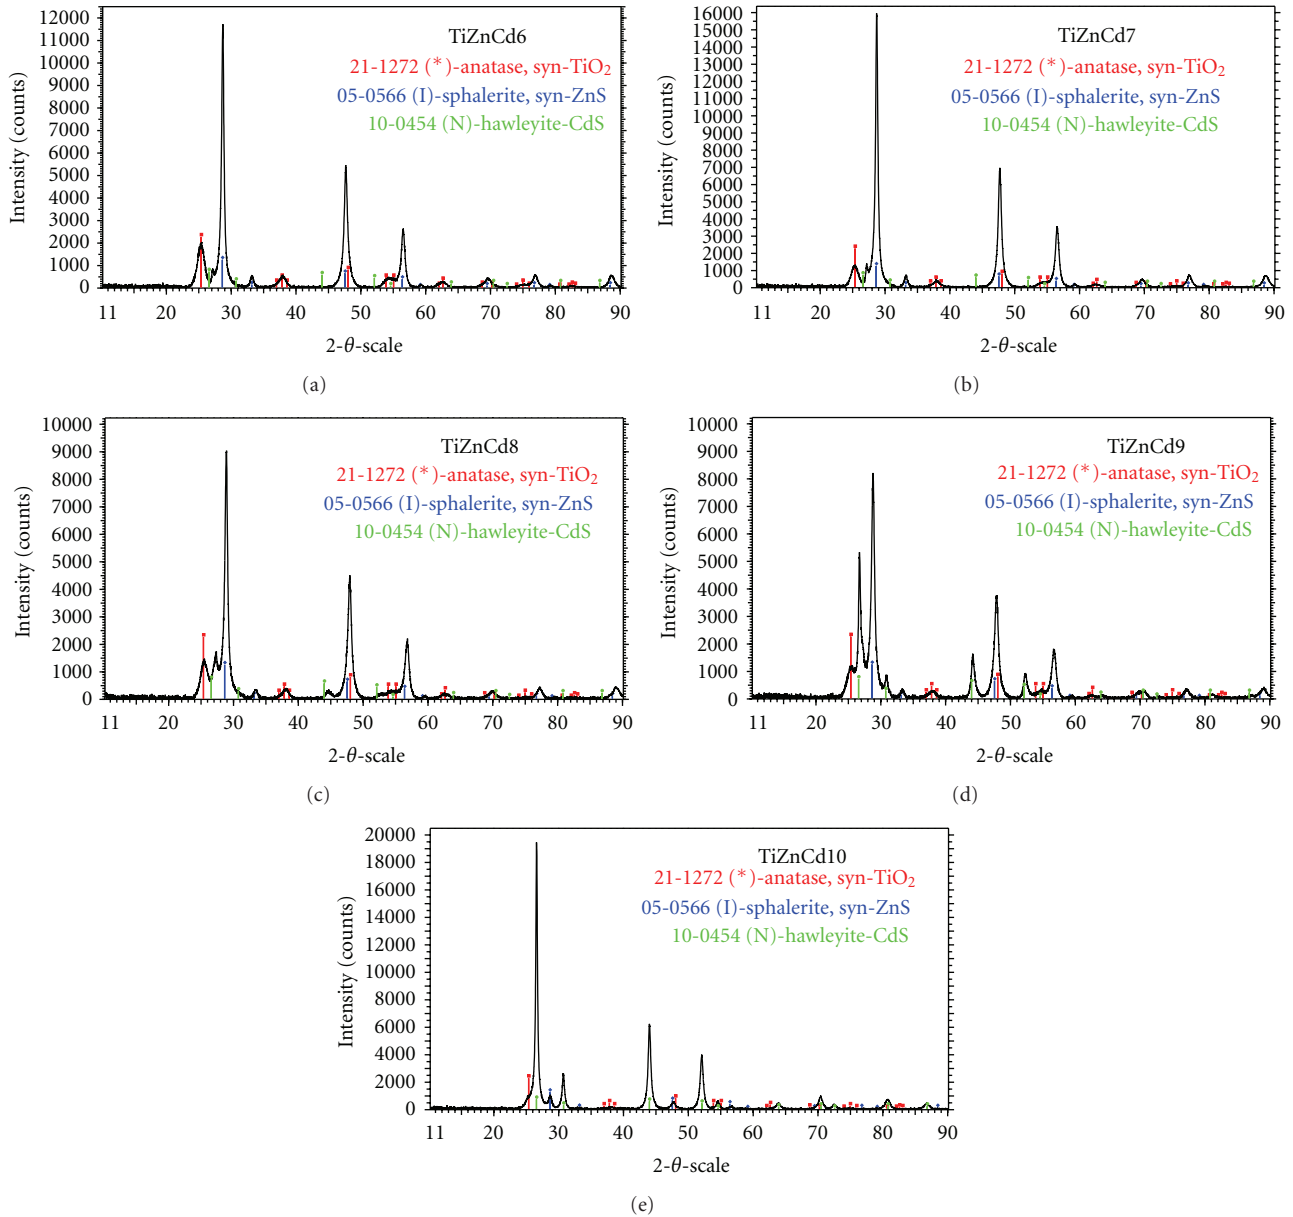 TiZnCd6
21-1272 (*)-anatase, syn-TiO₂
05-0566 (I)-sphalerite, syn-ZnS
10-0454 (N)-hawleyite-CdS
Intensity (counts)
12000
11000
10000
9000
8000
7000
6000
5000
4000
3000
2000
1000
0
11 20 30 40 50 60 70 80 90
2-θ-scale
(a)
TiZnCd7
21-1272 (*)-anatase, syn-TiO₂
05-0566 (I)-sphalerite, syn-ZnS
10-0454 (N)-hawleyite-CdS
Intensity (counts)
16000
15000
14000
13000
12000
11000
10000
9000
8000
7000
6000
5000
4000
3000
2000
1000
0
11 20 30 40 50 60 70 80 90
2-θ-scale
(b)
TiZnCd8
21-1272 (*)-anatase, syn-TiO₂
05-0566 (I)-sphalerite, syn-ZnS
10-0454 (N)-hawleyite-CdS
Intensity (counts)
10000
9000
8000
7000
6000
5000
4000
3000
2000
1000
0
11 20 30 40 50 60 70 80 90
2-θ-scale
(c)
TiZnCd9
21-1272 (*)-anatase, syn-TiO₂
05-0566 (I)-sphalerite, syn-ZnS
10-0454 (N)-hawleyite-CdS
Intensity (counts)
10000
9000
8000
7000
6000
5000
4000
3000
2000
1000
0
11 20 30 40 50 60 70 80 90
2-θ-scale
(d)
TiZnCd10
21-1272 (*)-anatase, syn-TiO₂
05-0566 (I)-sphalerite, syn-ZnS
10-0454 (N)-hawleyite-CdS
Intensity (counts)
20000
18000
16000
14000
12000
10000
8000
6000
4000
2000
0
11 20 30 40 50 60 70 80 90
2-θ-scale
(e)